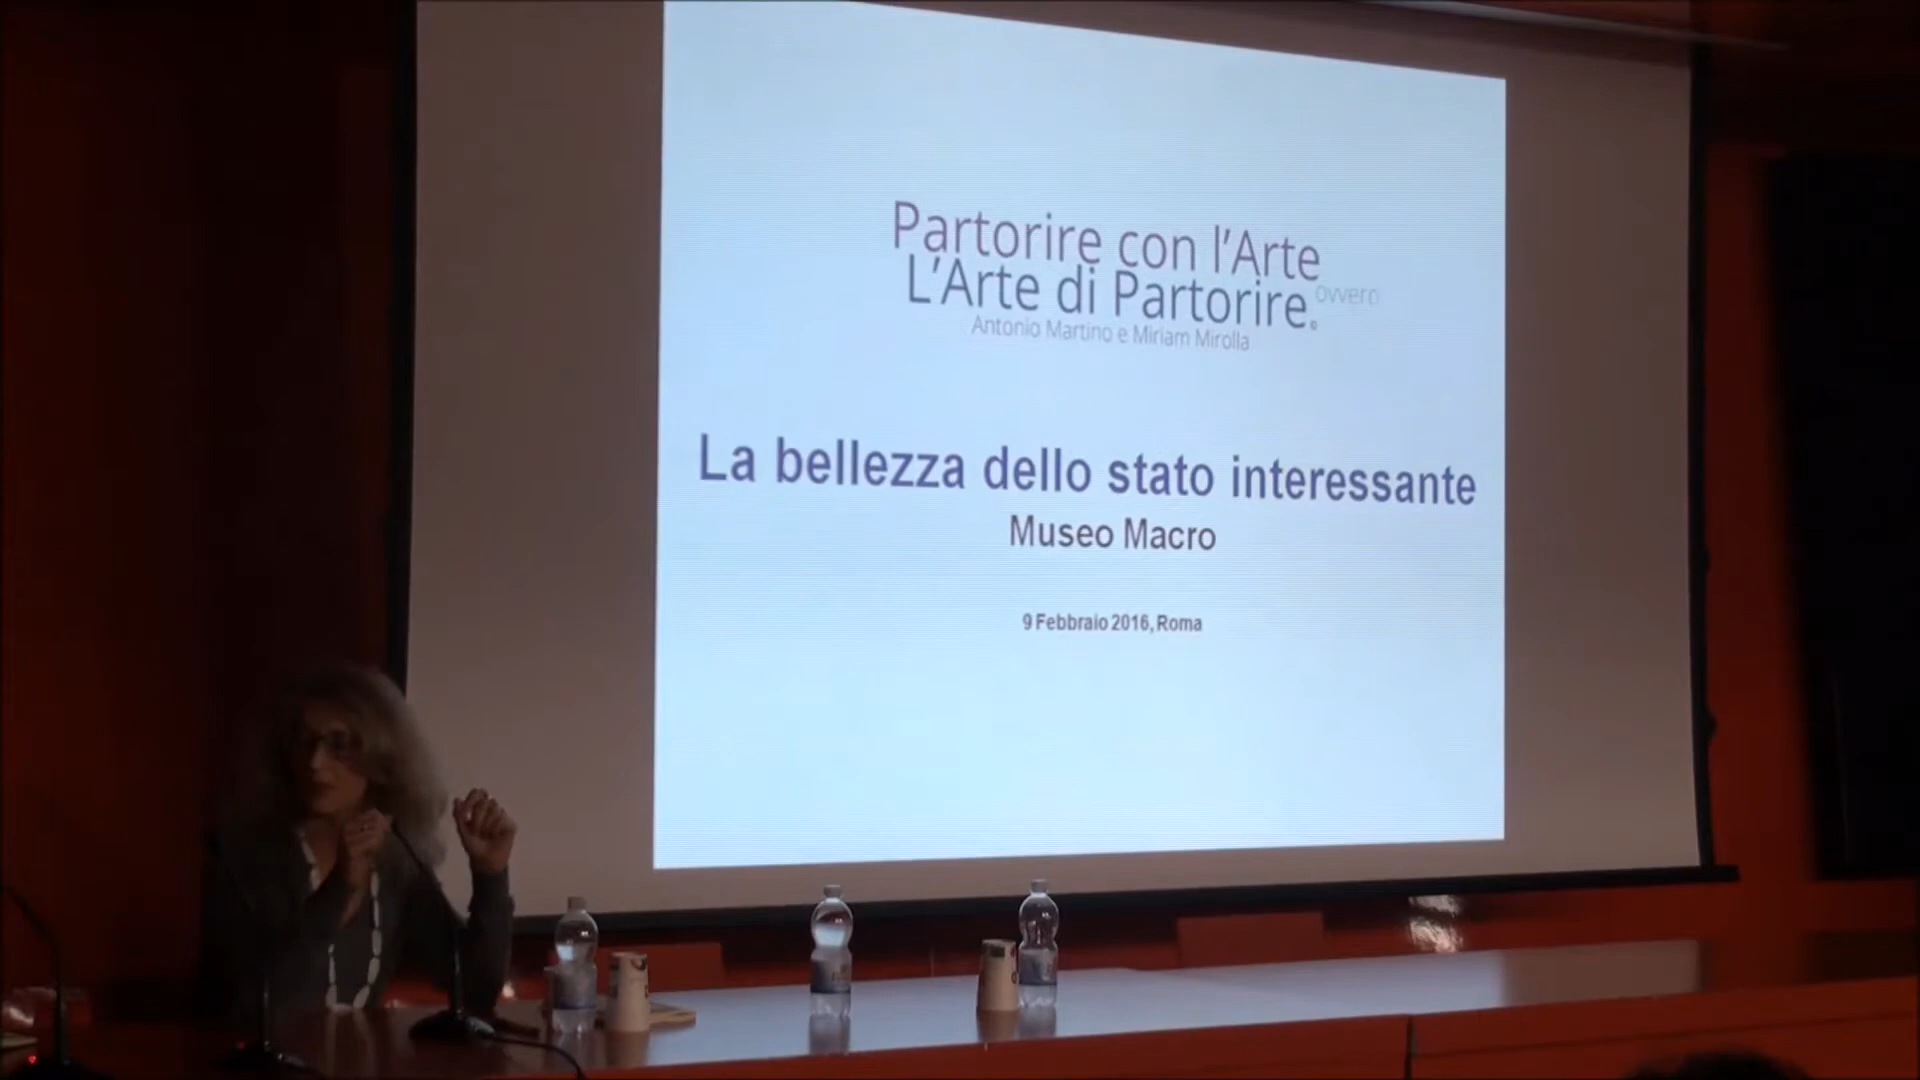 Partorire con l'Arte
ovvero
L'Arte di Partorire.
Antonio Martino e Miriam Mirolla
La bellezza dello stato interessante
Museo Macro
9 Febbraio 2016, Roma